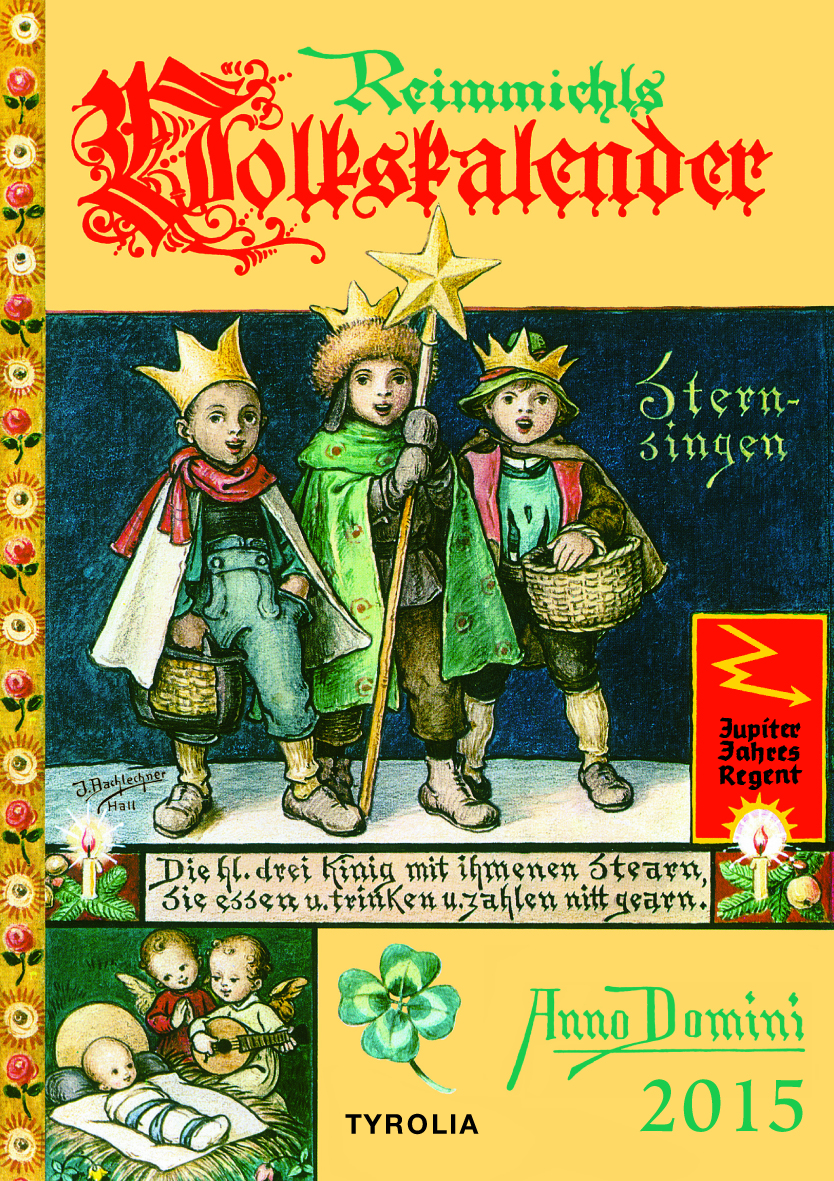 Reimmichls
Volkskalender
Stern-
singen
Jupiter
Jahres
Regent
J. Bachlechner
Hall
Die hl. drei Kinig mit ihmenen Stearn,
Sie essen u. trinken u. zahlen nitt gearn.
Anno Domini
2015
TYROLIA